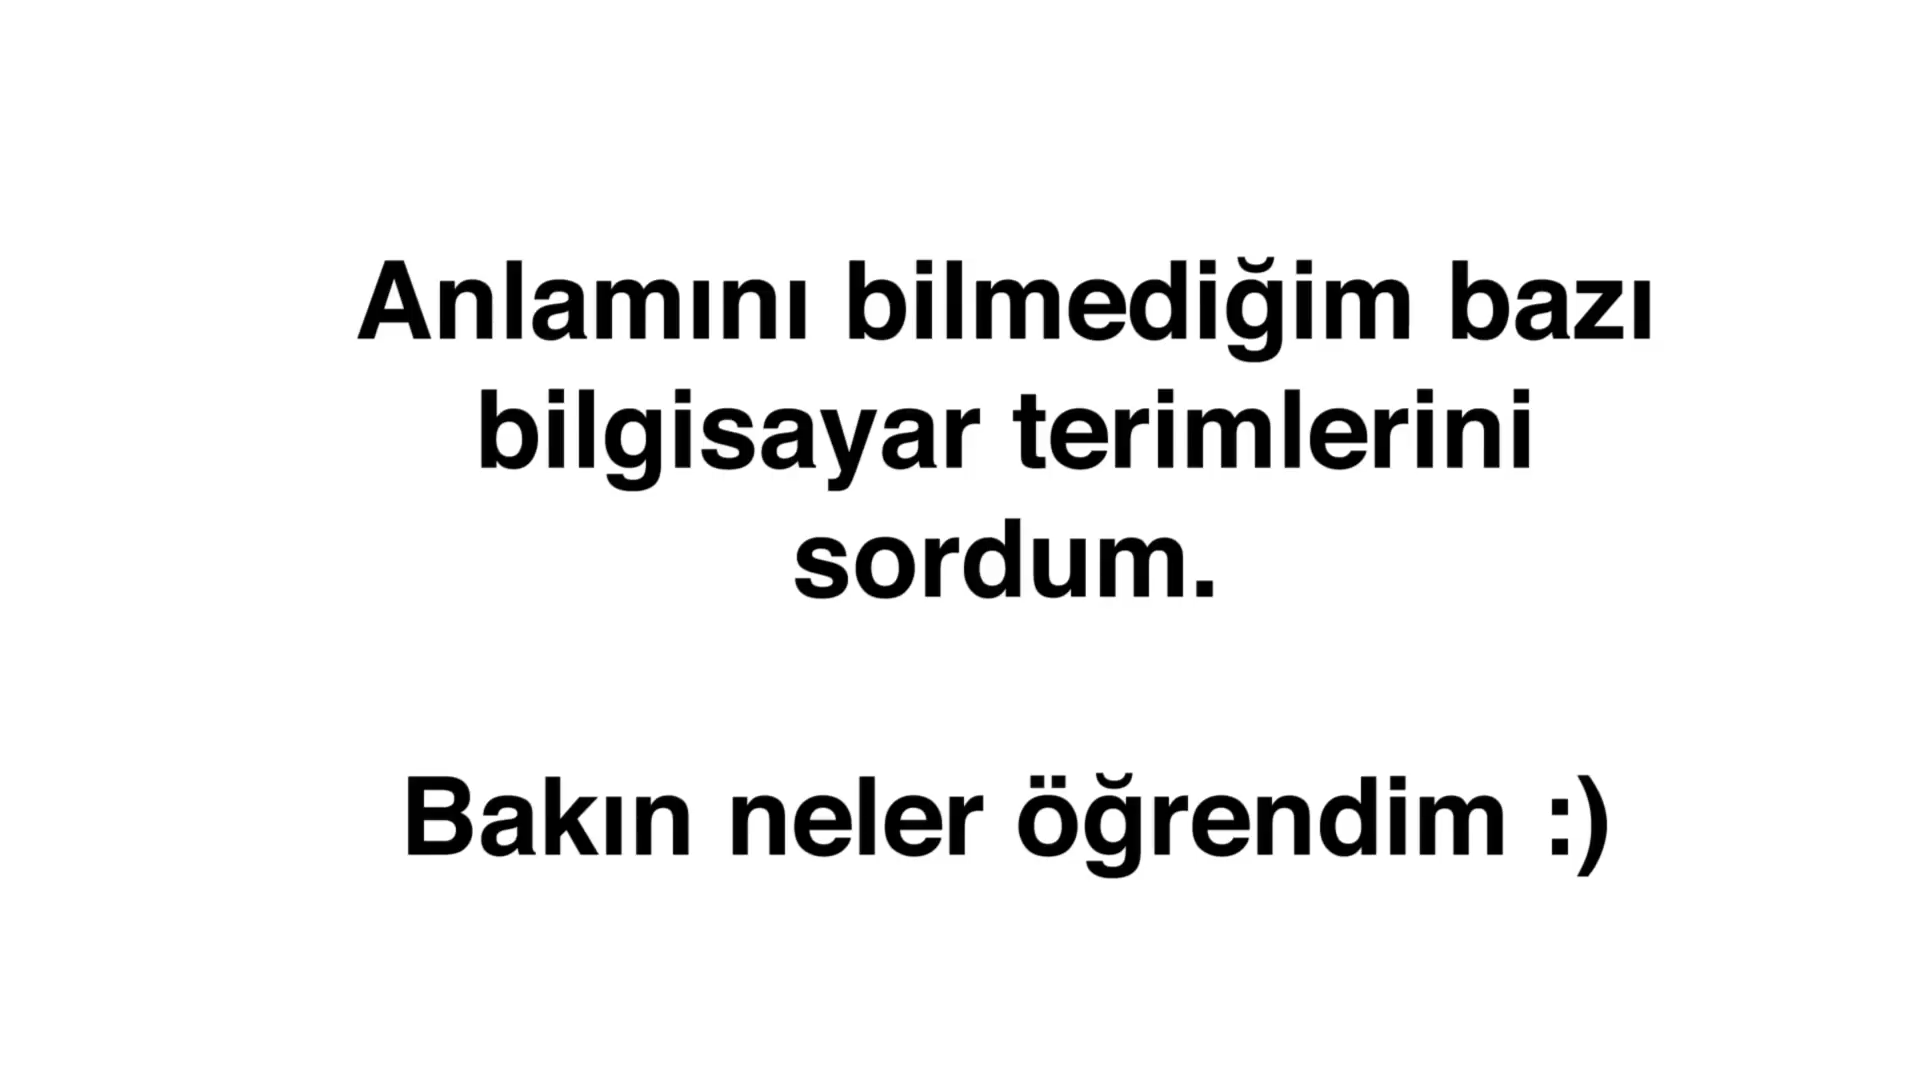 Anlamını bilmediğim bazı
bilgisayar terimlerini
sordum.
Bakın neler öğrendim :)